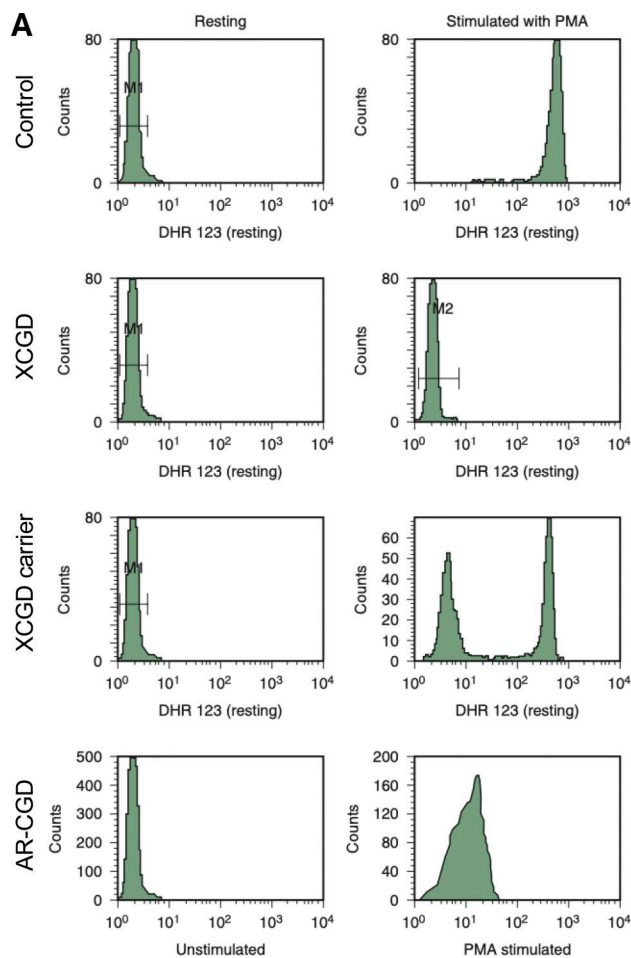 A
Resting
Stimulated with PMA
Control
80
Counts
M1
0
10⁰ 10¹ 10² 10³ 10⁴
DHR 123 (resting)
80
Counts
0
10⁰ 10¹ 10² 10³ 10⁴
DHR 123 (resting)
XCGD
80
Counts
M1
0
10⁰ 10¹ 10² 10³ 10⁴
DHR 123 (resting)
80
Counts
M2
0
10⁰ 10¹ 10² 10³ 10⁴
DHR 123 (resting)
XCGD carrier
80
Counts
M1
0
10⁰ 10¹ 10² 10³ 10⁴
DHR 123 (resting)
60
50
40
30
20
10
0
Counts
10⁰ 10¹ 10² 10³ 10⁴
DHR 123 (resting)
AR-CGD
500
400
300
200
100
0
Counts
10⁰ 10¹ 10² 10³ 10⁴
Unstimulated
200
160
120
80
40
0
Counts
10⁰ 10¹ 10² 10³ 10⁴
PMA stimulated